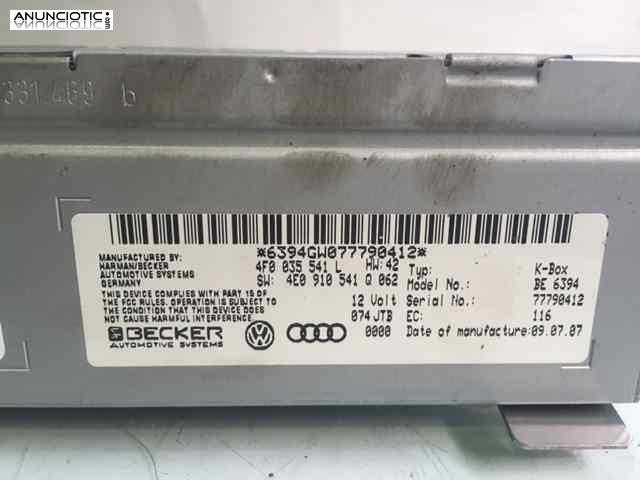 ANUNCIOTIC.COM
331.469 b
*6394GW077790412*
MANUFACTURED BY:
HARMAN/BECKER
AUTOMOTIVE SYSTEMS
GERMANY
4F0 035 541 L HW:42 Typ: K-Box
SW: 4E0 910 541 Q 062 Model No.: BE 6394
THIS DEVICE COMPLIES WITH PART 15 OF
THE FCC RULES. OPERATION IS SUBJECT TO
THE CONDITION THAT THIS DEVICE DOES
NOT CAUSE HARMFUL INTERFERENCE.
12 Volt Serial No.: 77790412
074 JTB EC: 116
0000 Date of manufacture:09.07.07
BECKER
AUTOMOTIVE SYSTEMS